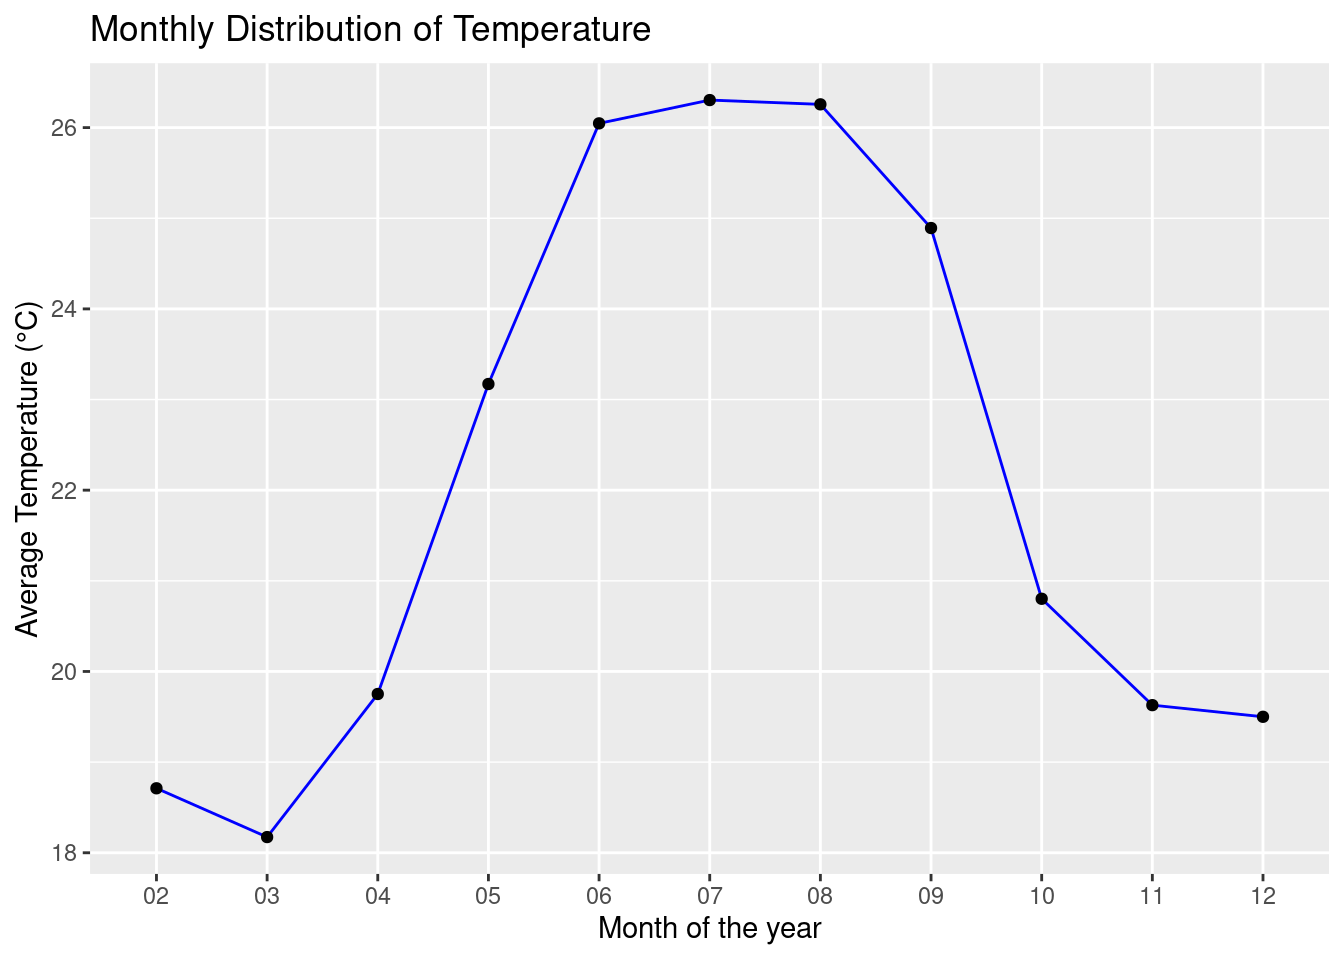 Monthly Distribution of Temperature
Average Temperature (°C)
26
24
22
20
18
02 03 04 05 06 07 08 09 10 11 12
Month of the year